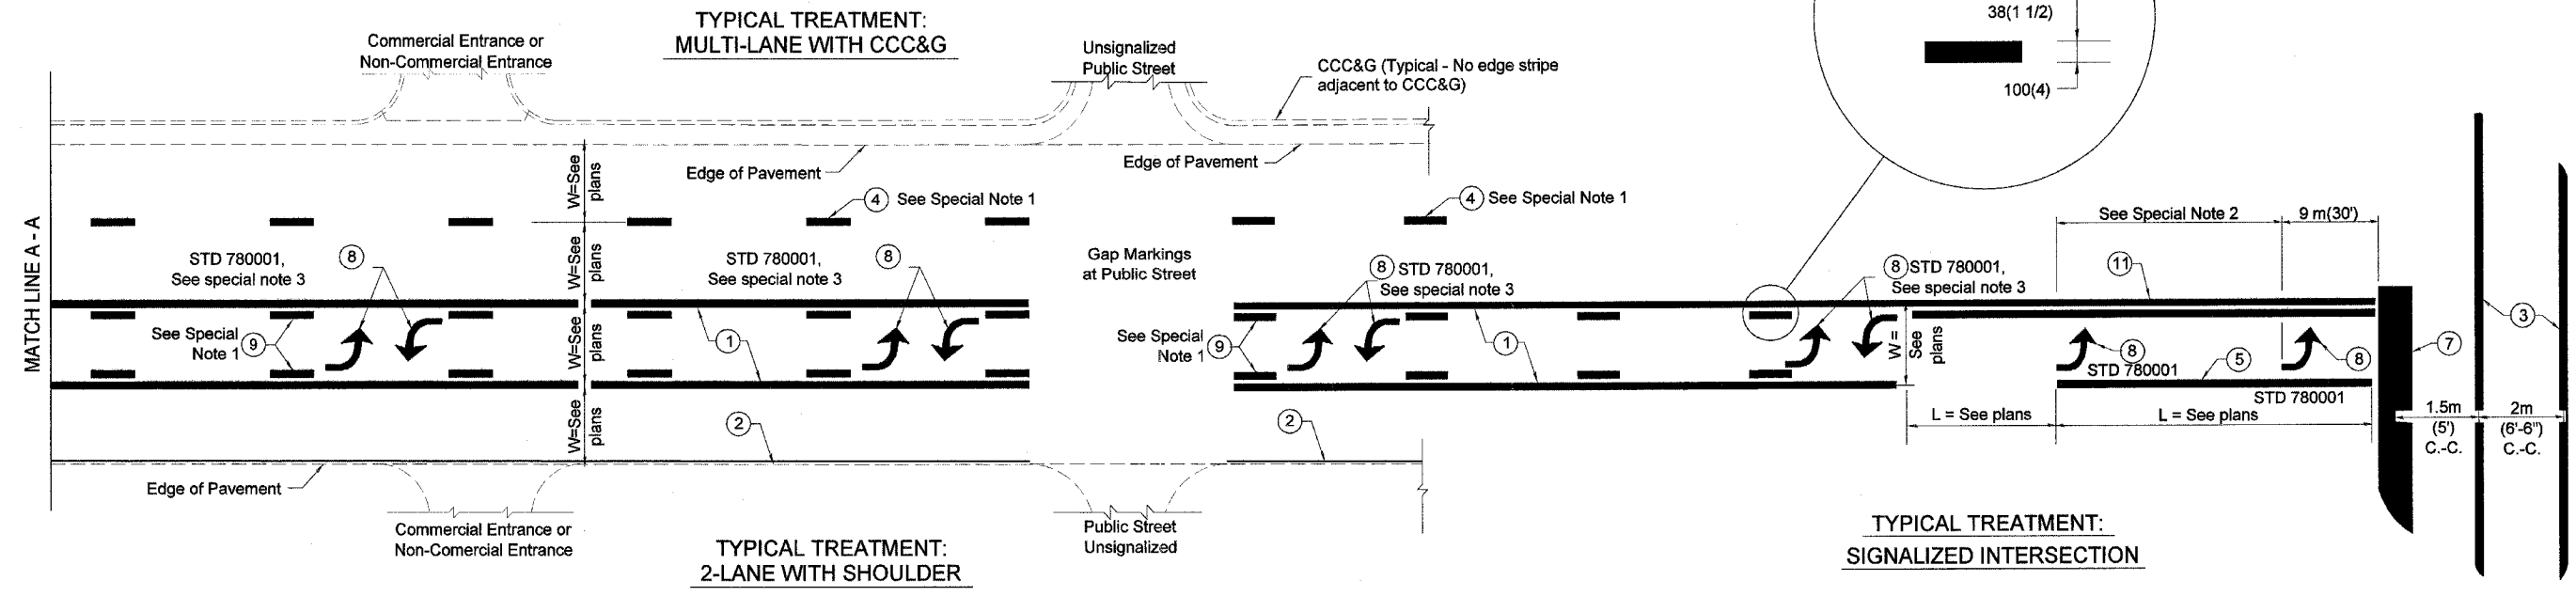 TYPICAL TREATMENT:
MULTI-LANE WITH CCC&G
Commercial Entrance or
Non-Commercial Entrance
Unsignalized
Public Street
CCC&G (Typical - No edge stripe
adjacent to CCC&G)
38(1 1/2)
100(4)
MATCH LINE A - A
Edge of Pavement
Edge of Pavement
W=See
plans
4 See Special Note 1
4 See Special Note 1
See Special Note 2
9 m(30')
STD 780001,
See special note 3
8
W=See
plans
STD 780001,
See special note 3
8
Gap Markings
at Public Street
8 STD 780001,
See special note 3
8 STD 780001,
See special note 3
11
See Special
Note 1
9
W=See
plans
1
See Special
Note 1
9
1
W =
See
plans
8
STD 780001
5
8
STD 780001
7
3
W=See
plans
2
2
L = See plans
L = See plans
1.5m
(5')
C.-C.
2m
(6'-6")
C.-C.
Edge of Pavement
Commercial Entrance or
Non-Comercial Entrance
Public Street
Unsignalized
TYPICAL TREATMENT:
2-LANE WITH SHOULDER
TYPICAL TREATMENT:
SIGNALIZED INTERSECTION